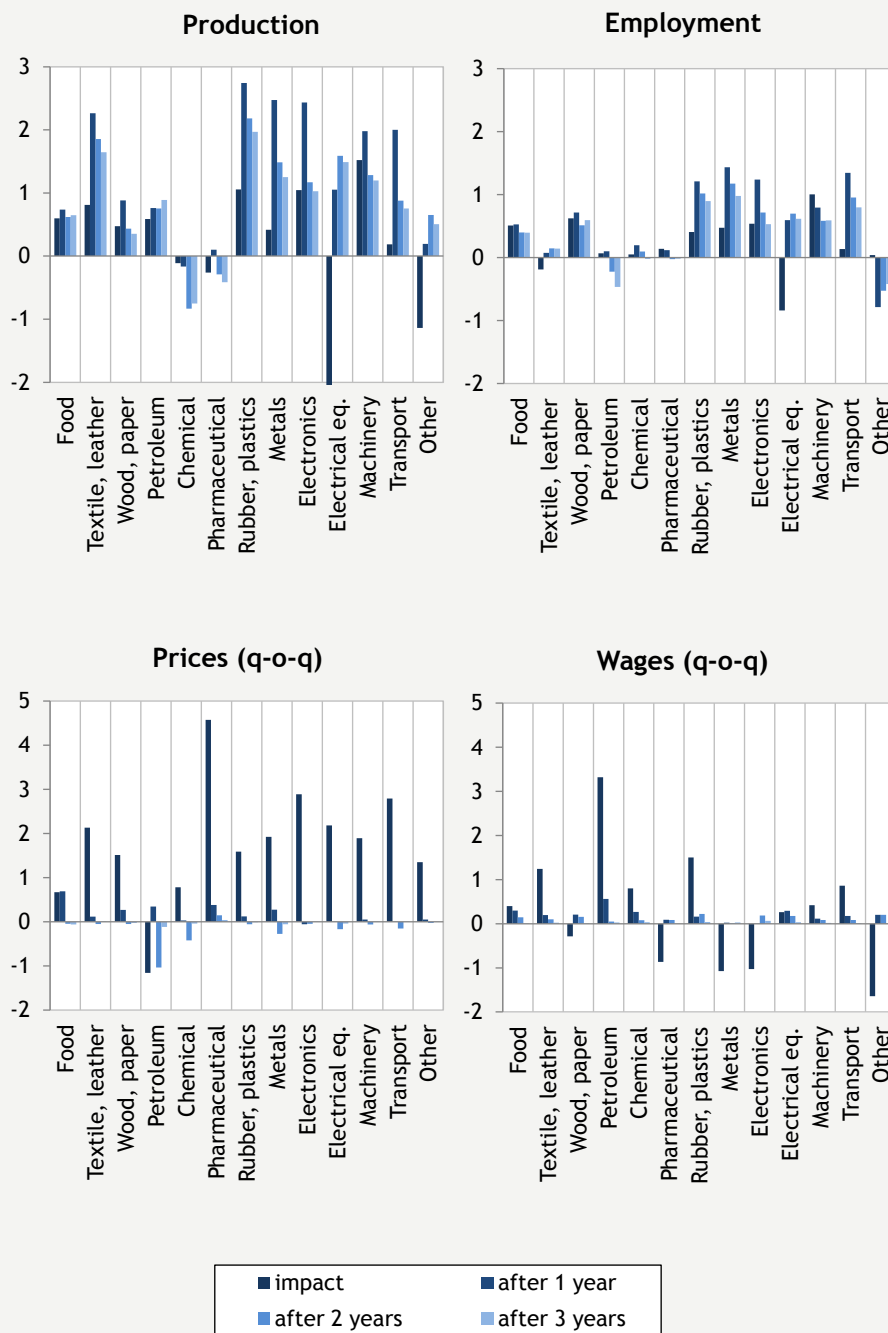 Production
3
2
1
0
-1
-2
Food
Textile, leather
Wood, paper
Petroleum
Chemical
Pharmaceutical
Rubber, plastics
Metals
Electronics
Electrical eq.
Machinery
Transport
Other
Employment
3
2
1
0
-1
-2
Food
Textile, leather
Wood, paper
Petroleum
Chemical
Pharmaceutical
Rubber, plastics
Metals
Electronics
Electrical eq.
Machinery
Transport
Other
Prices (q-o-q)
5
4
3
2
1
0
-1
-2
Food
Textile, leather
Wood, paper
Petroleum
Chemical
Pharmaceutical
Rubber, plastics
Metals
Electronics
Electrical eq.
Machinery
Transport
Other
Wages (q-o-q)
5
4
3
2
1
0
-1
-2
Food
Textile, leather
Wood, paper
Petroleum
Chemical
Pharmaceutical
Rubber, plastics
Metals
Electronics
Electrical eq.
Machinery
Transport
Other
impact after 1 year
after 2 years after 3 years